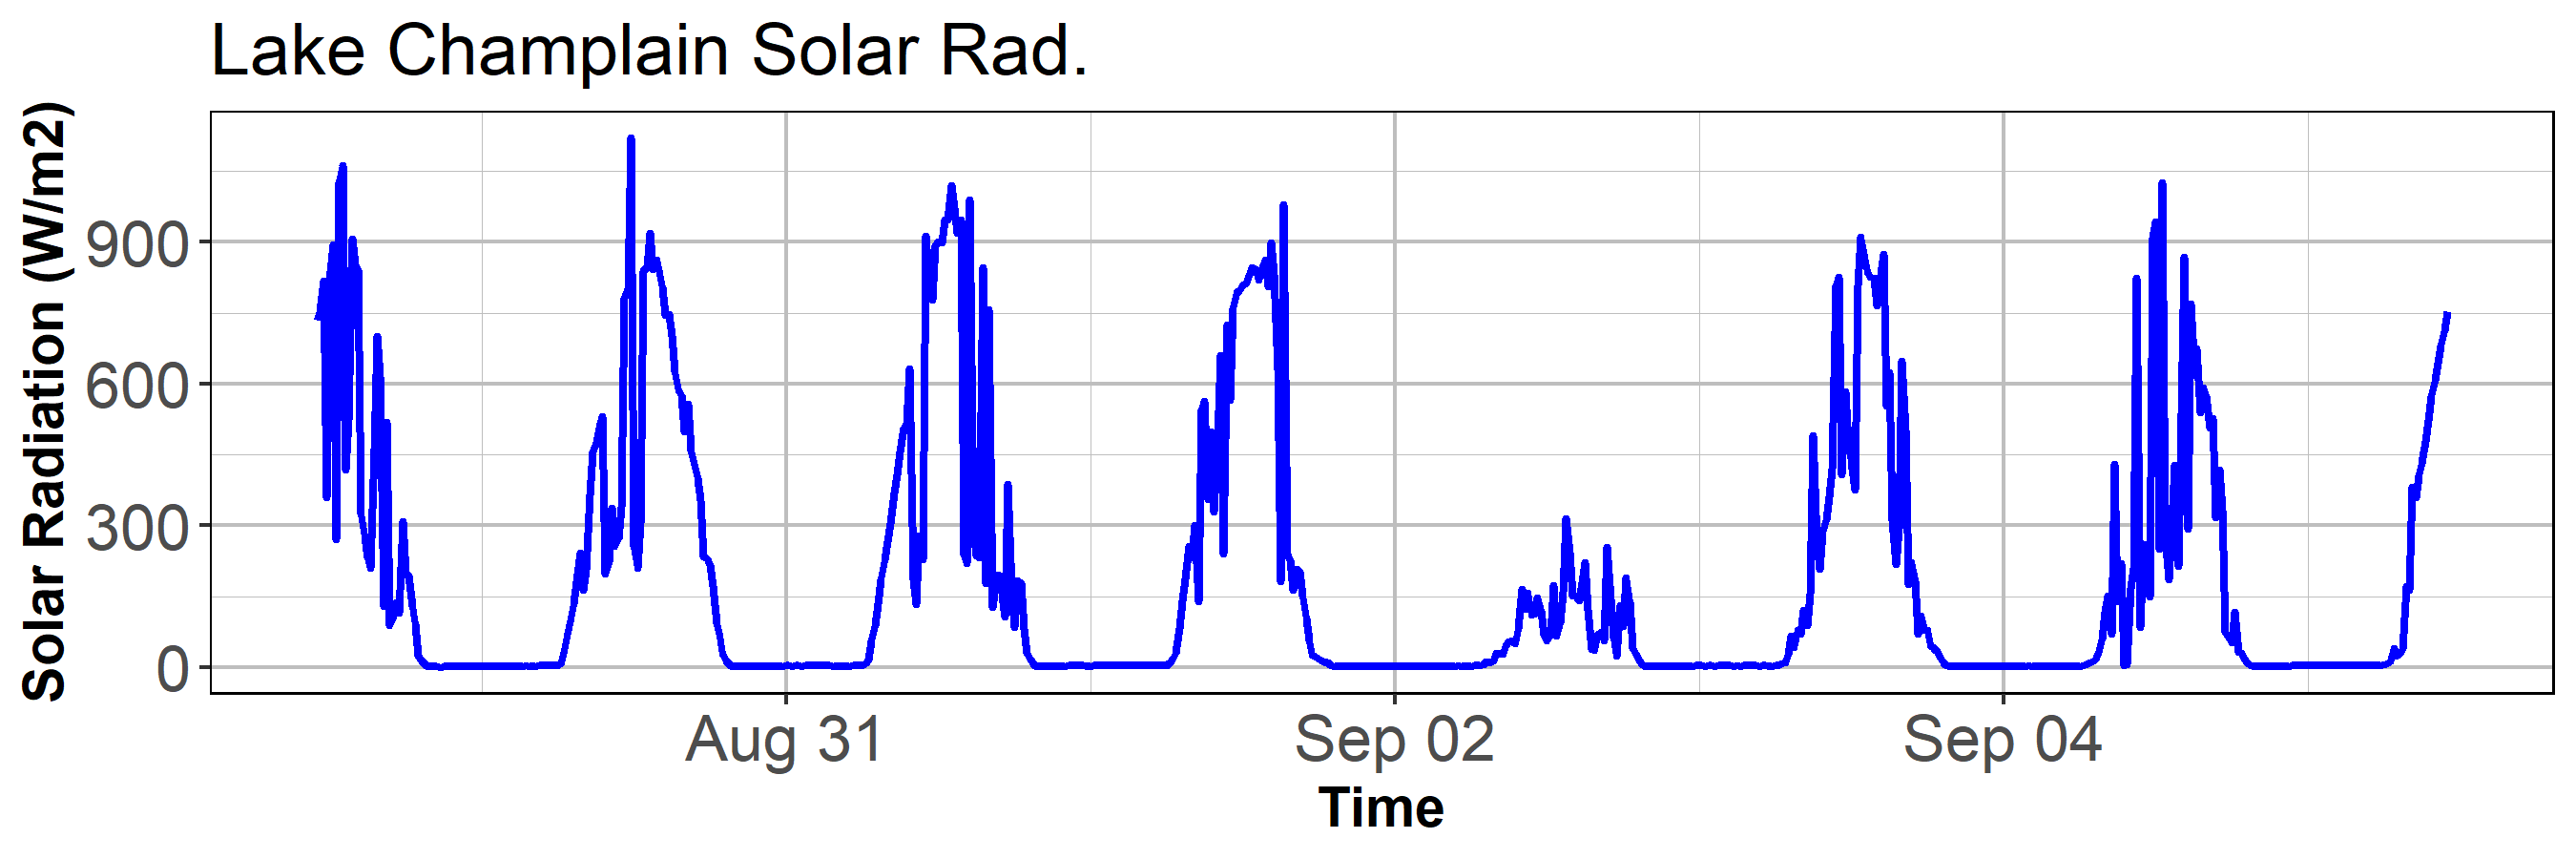 Lake Champlain Solar Rad.
Solar Radiation (W/m2)
900
600
300
0
Aug 31 Sep 02 Sep 04
Time